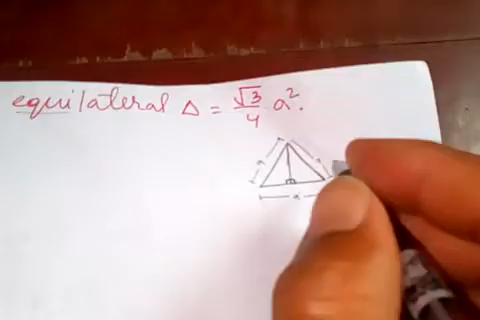 equilateral Δ = √3/4 a².
a a
a